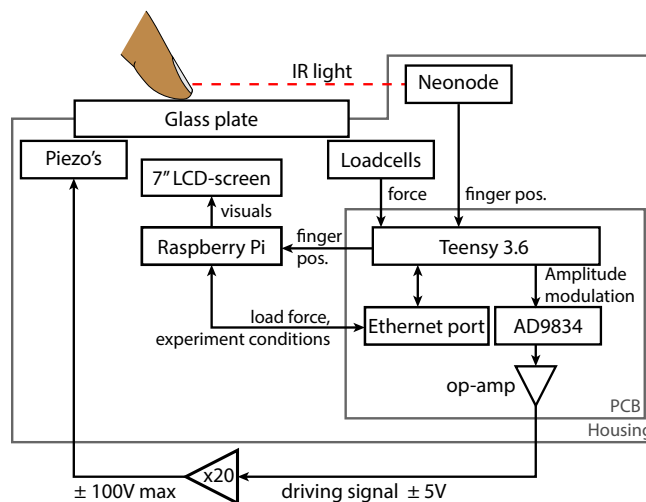 IR light
Neonode
Glass plate
Piezo's
Loadcells
7” LCD-screen
force
finger pos.
visuals
Raspberry Pi
finger
pos.
Teensy 3.6
Amplitude
modulation
load force,
experiment conditions
Ethernet port
AD9834
op-amp
PCB
Housing
x20
± 100V max
driving signal ± 5V